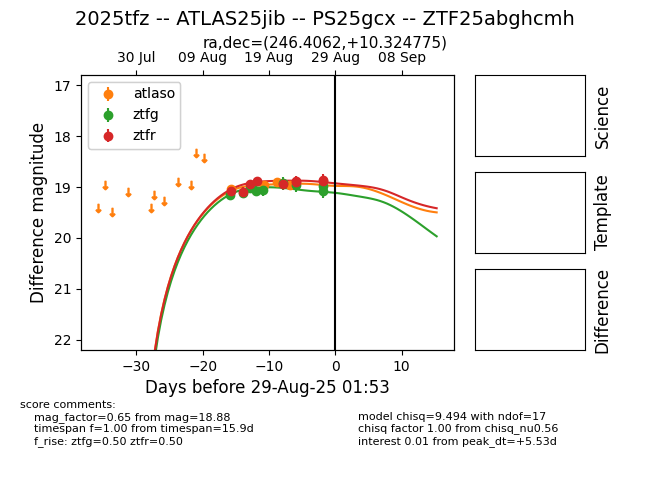 2025tfz -- ATLAS25jib -- PS25gcx -- ZTF25abghcmh
ra,dec=(246.4062,+10.324775)
30 Jul 09 Aug 19 Aug 29 Aug 08 Sep
17
18
19
20
21
22
Difference magnitude
atlaso
ztfg
ztfr
−30 −20 −10 0 10
Days before 29-Aug-25 01:53
Science
Template
Difference
score comments:
mag_factor=0.65 from mag=18.88
timespan f=1.00 from timespan=15.9d
f_rise: ztfg=0.50 ztfr=0.50
model chisq=9.494 with ndof=17
chisq factor 1.00 from chisq_nu0.56
interest 0.01 from peak_dt=+5.53d